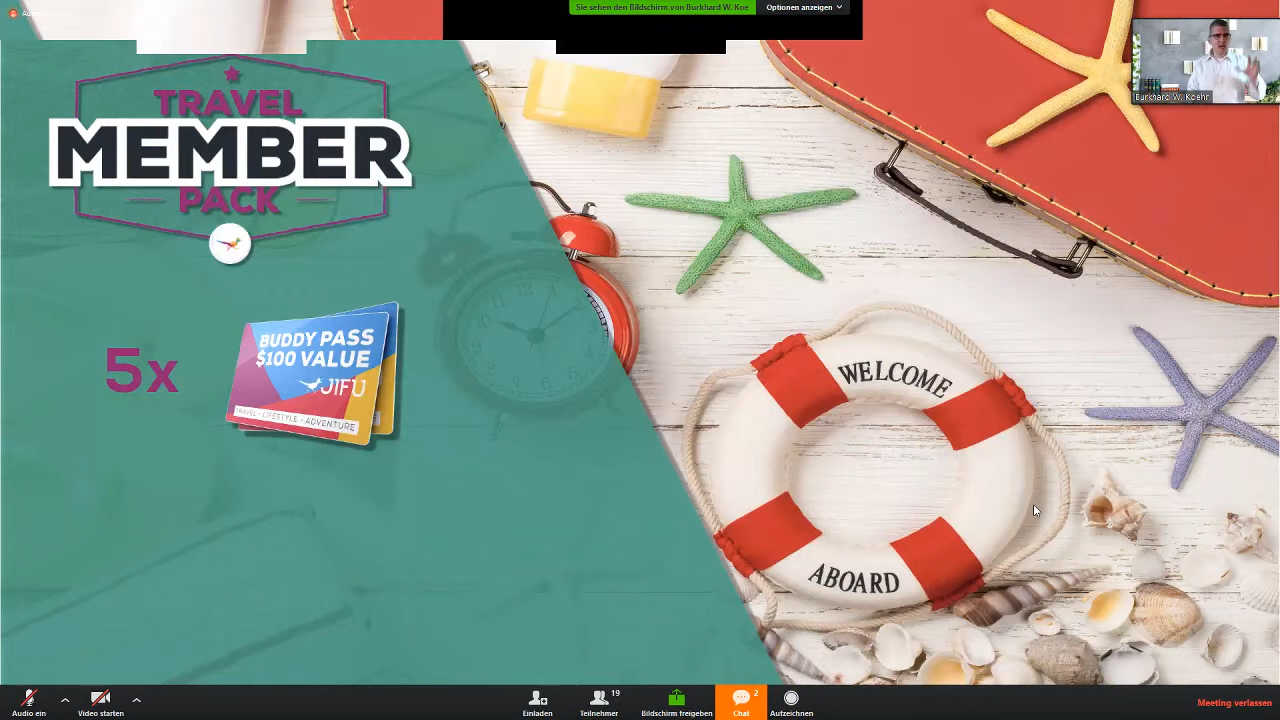 Sie sehen den Bildschirm von Burkhard W. Koe
Optionen anzeigen
Burkhard W. Koehr
TRAVEL
MEMBER
PACK
5x
BUDDY PASS
$100 VALUE
JIFU
TRAVEL • LIFESTYLE • ADVENTURE
WELCOME
ABOARD
Audio ein
Video starten
Einladen
19
Teilnehmer
Bildschirm freigeben
2
Chat
Aufzeichnen
Meeting verlassen